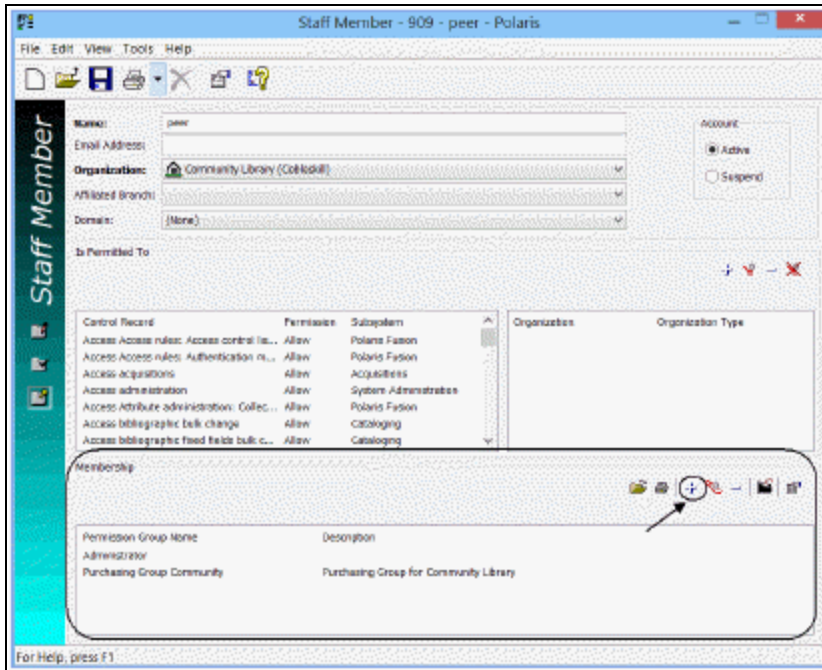 Staff Member - 909 - peer - Polaris
File Edit View Tools Help
Staff Member
Name: peer
Email Address:
Organization: Community Library (Cobleskill)
Affiliated Branch:
Domain: (None)
Account
Active
Suspend
Is Permitted To
Control Record Permission Subsystem Organization Organization Type
Access Access rules: Access control lis... Allow Polaris Fusion
Access Access rules: Authentication m... Allow Polaris Fusion
Access acquisitions Allow Acquisitions
Access administration Allow System Administration
Access Attribute administration: Collec... Allow Polaris Fusion
Access bibliographic bulk change Allow Cataloging
Access bibliographic fixed fields bulk c... Allow Cataloging
Membership
Permission Group Name Description
Administrator
Purchasing Group Community Purchasing Group for Community Library
For Help, press F1